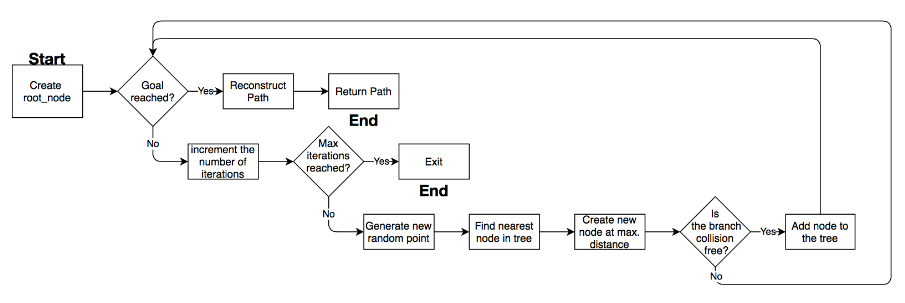 Start
Create
root_node
Goal
reached?
Yes
Reconstruct
Path
Return Path
End
No
increment the
number of
iterations
Max
iterations
reached?
Yes
Exit
End
No
Generate new
random point
Find nearest
node in tree
Create new
node at max.
distance
Is
the branch
collision
free?
Yes
Add node to
the tree
No